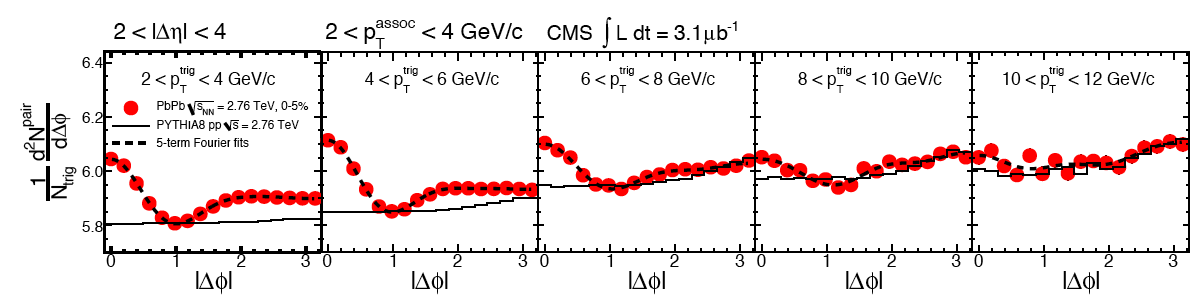 2 < |Δη| < 4    2 < p_T^assoc < 4 GeV/c    CMS ∫ L dt = 3.1μb⁻¹
2 < p_T^trig < 4 GeV/c    4 < p_T^trig < 6 GeV/c    6 < p_T^trig < 8 GeV/c    8 < p_T^trig < 10 GeV/c    10 < p_T^trig < 12 GeV/c
PbPb √s_NN = 2.76 TeV, 0-5%
PYTHIA8 pp √s = 2.76 TeV
5-term Fourier fits
1/N_trig d²N^pair/dΔϕ
6.4
6.2
6.0
5.8
0 1 2 3 0 1 2 3 0 1 2 3 0 1 2 3 0 1 2 3
|Δϕ| |Δϕ| |Δϕ| |Δϕ| |Δϕ|